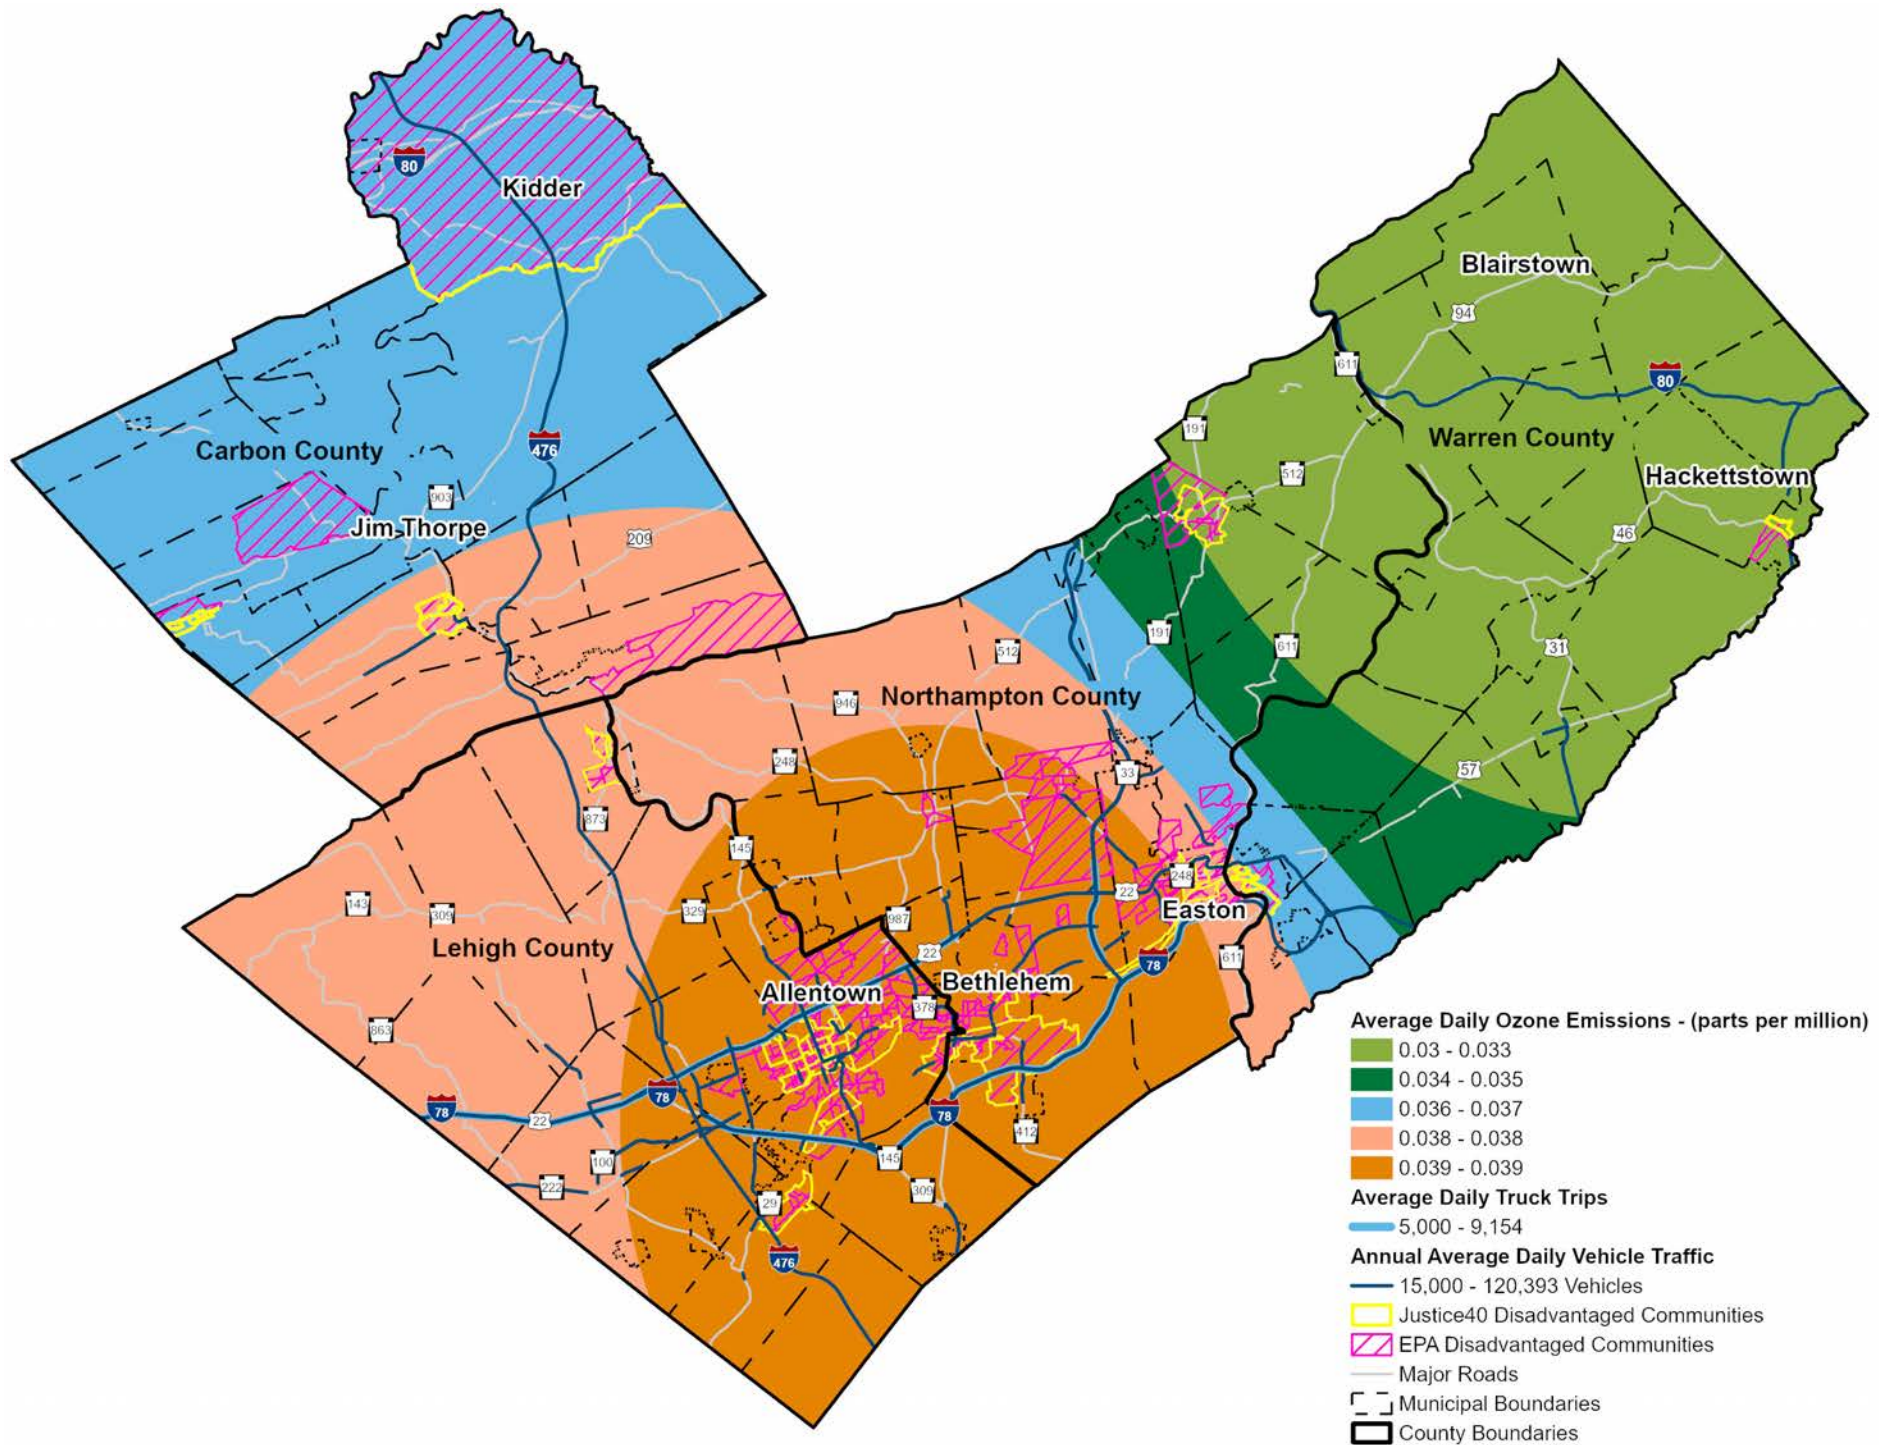 80
Kidder
Blairstown
94
611
80
191
Warren County
Carbon County
476
512
Hackettstown
903
Jim Thorpe
209
46
191
611
31
512
Northampton County
946
248
33
57
873
145
248
22
143
309
329
987
Easton
Lehigh County
22
611
78
Allentown
Bethlehem
378
863
78
78
22
78
412
100
145
222
29
309
476
Average Daily Ozone Emissions - (parts per million)
0.03 - 0.033
0.034 - 0.035
0.036 - 0.037
0.038 - 0.038
0.039 - 0.039
Average Daily Truck Trips
5,000 - 9,154
Annual Average Daily Vehicle Traffic
15,000 - 120,393 Vehicles
Justice40 Disadvantaged Communities
EPA Disadvantaged Communities
Major Roads
Municipal Boundaries
County Boundaries